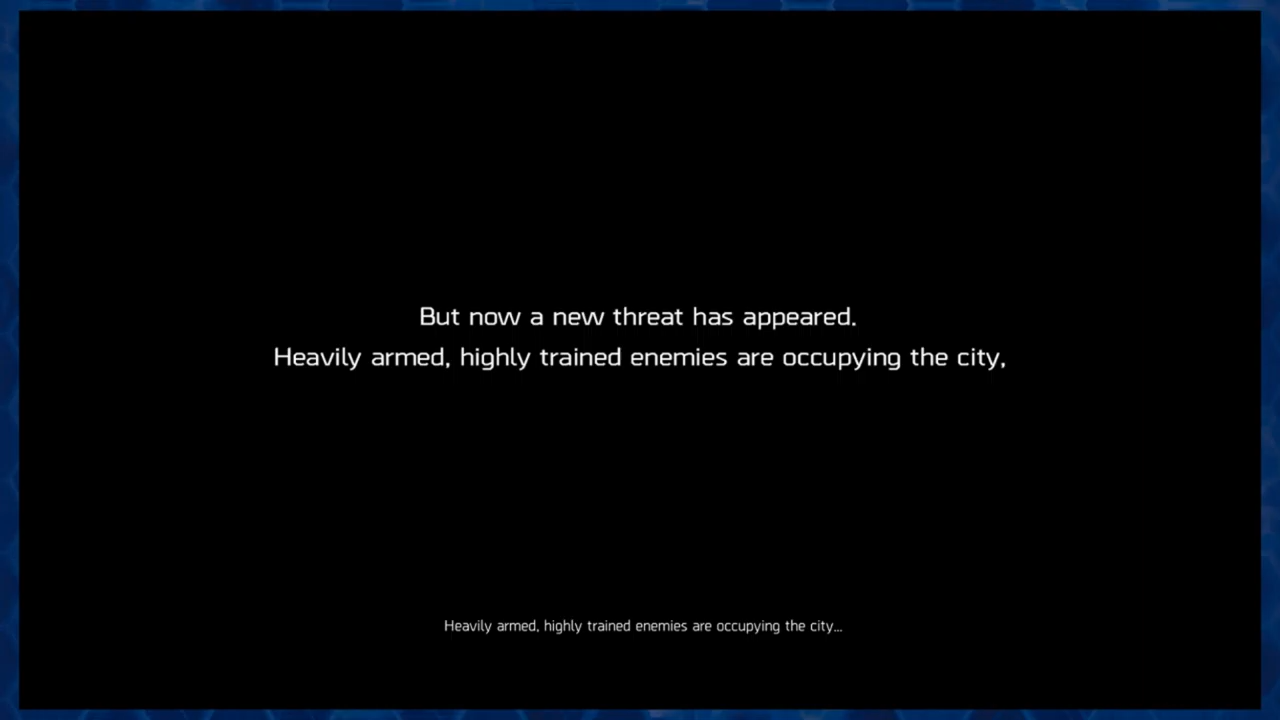 But now a new threat has appeared.
Heavily armed, highly trained enemies are occupying the city,
Heavily armed, highly trained enemies are occupying the city...